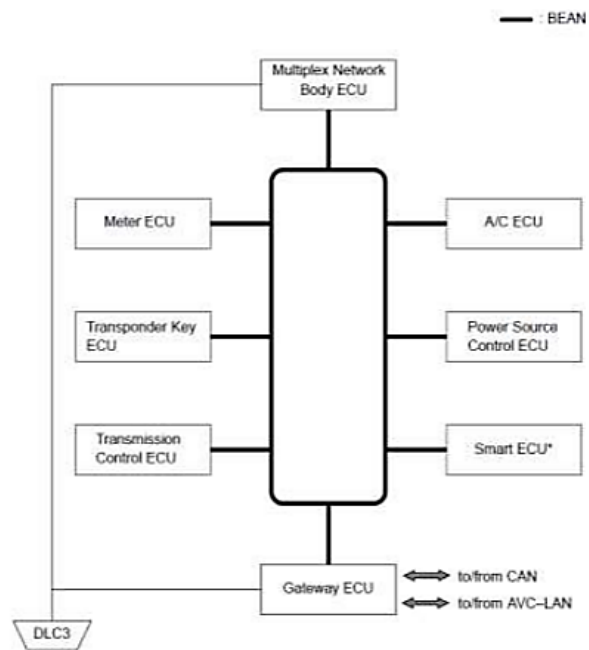 : BEAN
Multiplex Network
Body ECU
Meter ECU
A/C ECU
Transponder Key
ECU
Power Source
Control ECU
Transmission
Control ECU
Smart ECU*
Gateway ECU
to/from CAN
to/from AVC–LAN
DLC3